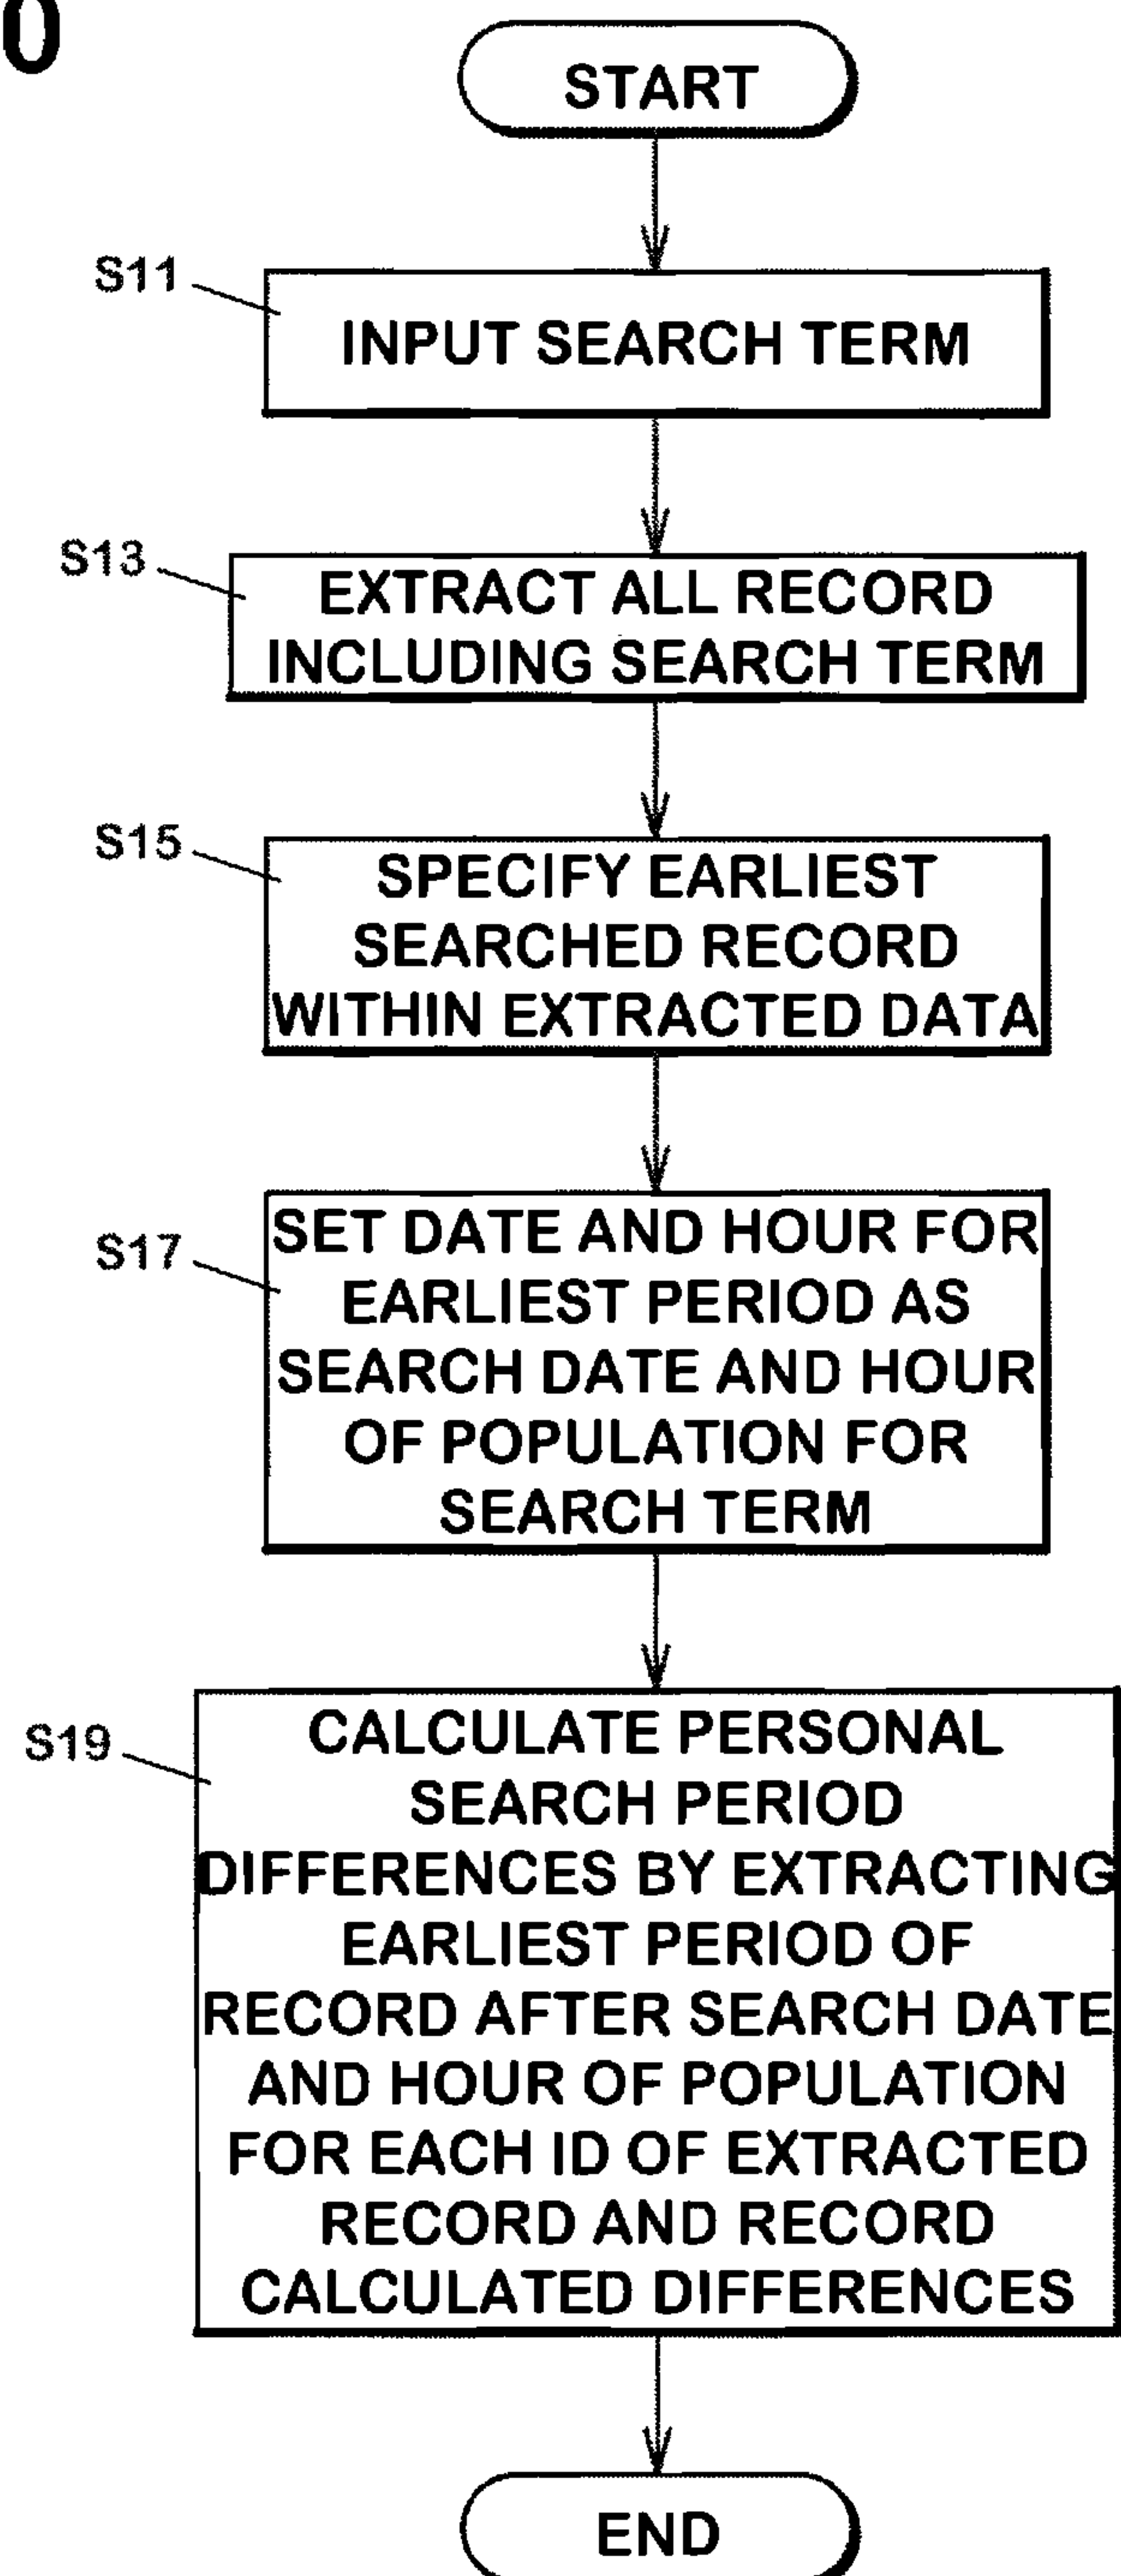 0
START
S11
INPUT SEARCH TERM
S13
EXTRACT ALL RECORD
INCLUDING SEARCH TERM
S15
SPECIFY EARLIEST
SEARCHED RECORD
WITHIN EXTRACTED DATA
S17
SET DATE AND HOUR FOR
EARLIEST PERIOD AS
SEARCH DATE AND HOUR
OF POPULATION FOR
SEARCH TERM
S19
CALCULATE PERSONAL
SEARCH PERIOD
DIFFERENCES BY EXTRACTING
EARLIEST PERIOD OF
RECORD AFTER SEARCH DATE
AND HOUR OF POPULATION
FOR EACH ID OF EXTRACTED
RECORD AND RECORD
CALCULATED DIFFERENCES
END